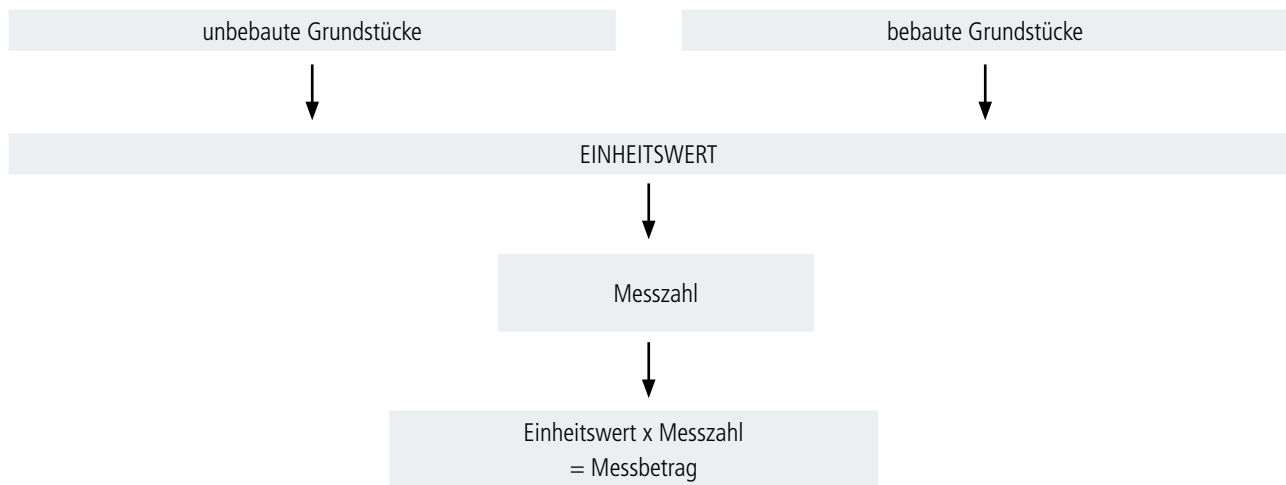 unbebaute Grundstücke
bebaute Grundstücke
EINHEITSWERT
Messzahl
Einheitswert x Messzahl
= Messbetrag